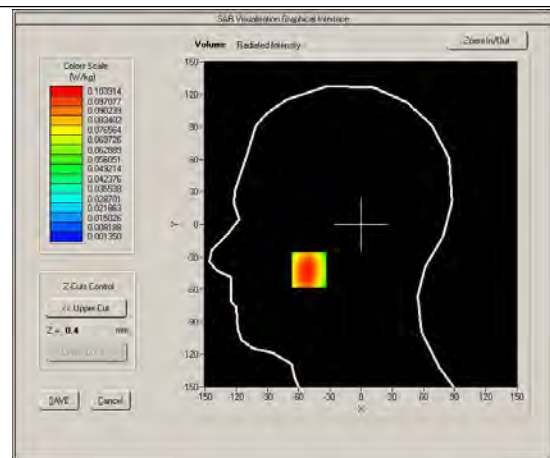 SAR Visualisation Graphical Interface
Volume Radiated Intensity
Zoom In/Out
Colors Scale
(W/kg)
0.103914
0.097077
0.090239
0.083402
0.076564
0.069726
0.062889
0.056051
0.049214
0.042376
0.035538
0.028701
0.021863
0.015026
0.008188
0.001350
150
120
90
60
30
0
-30
-60
-90
-120
-150
Y
-150 -120 -90 -60 -30 0 30 60 90 120 150
X
Z-Cuts Control
<< Upper Cut
Z = 0.4 mm
SAVE Cancel